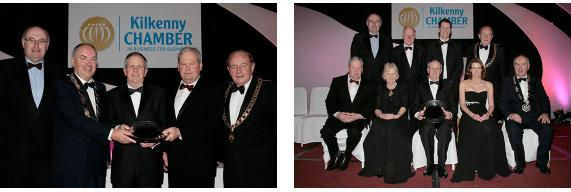 Kilkenny
CHAMBER
IN BUSINESS FOR BUSINESS
Kilkenny
CHAMBER